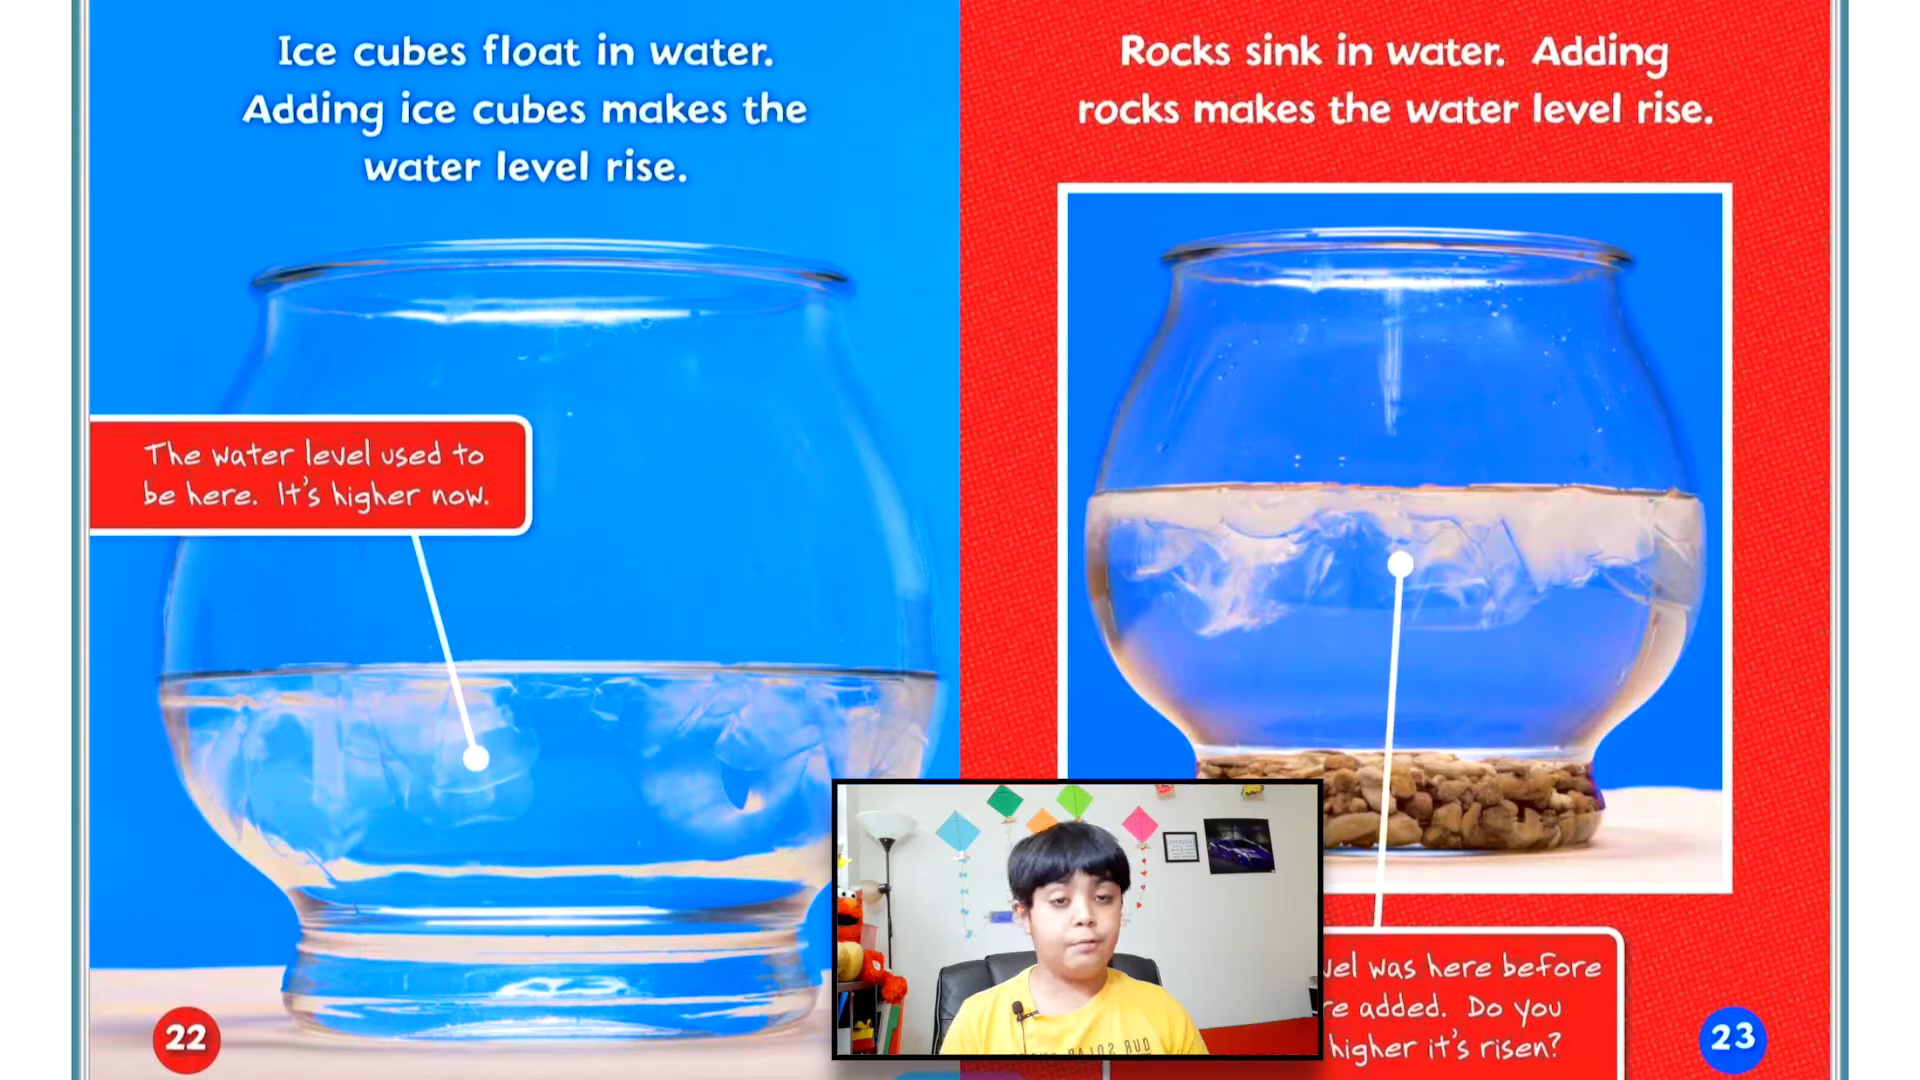 Ice cubes float in water.
Adding ice cubes makes the
water level rise.
The water level used to
be here. It's higher now.
22
Rocks sink in water. Adding
rocks makes the water level rise.
was here before
added. Do you
higher it's risen?
23